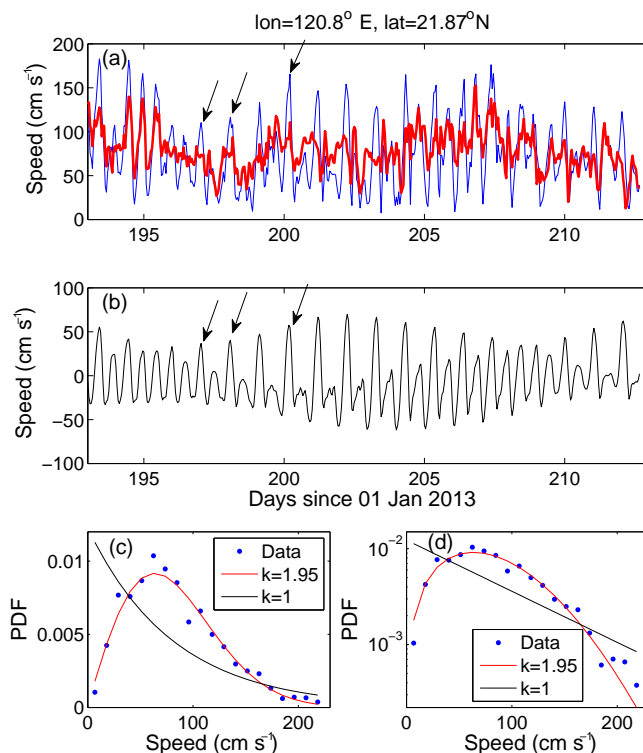 lon=120.8° E, lat=21.87°N
(a)
200
150
100
50
0
Speed (cm s⁻¹)
195 200 205 210
(b)
100
50
0
−50
−100
Speed (cm s⁻¹)
195 200 205 210
Days since 01 Jan 2013
(c)
0.01
0.005
0
PDF
Data
k=1.95
k=1
0 100 200
Speed (cm s⁻¹)
(d)
10⁻²
10⁻³
PDF
Data
k=1.95
k=1
0 100 200
Speed (cm s⁻¹)